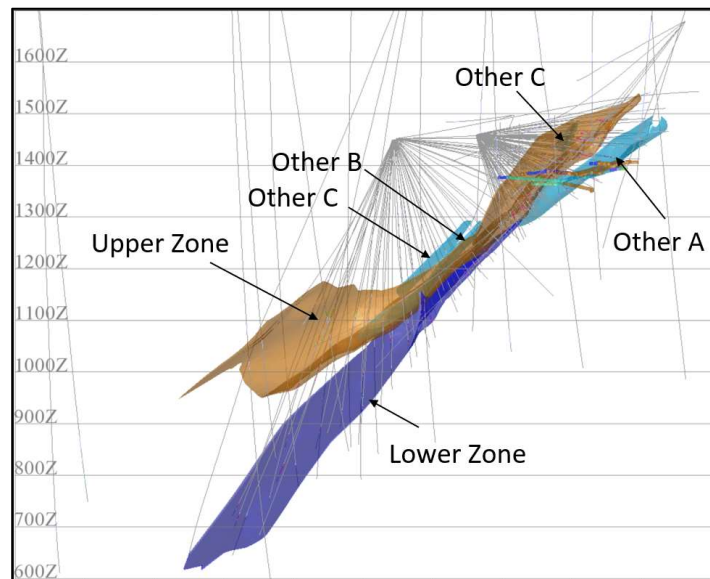 1600Z
Other C
1500Z
1400Z
Other B
Other C
1300Z
Other A
Upper Zone
1200Z
1100Z
1000Z
900Z
Lower Zone
800Z
700Z
600Z